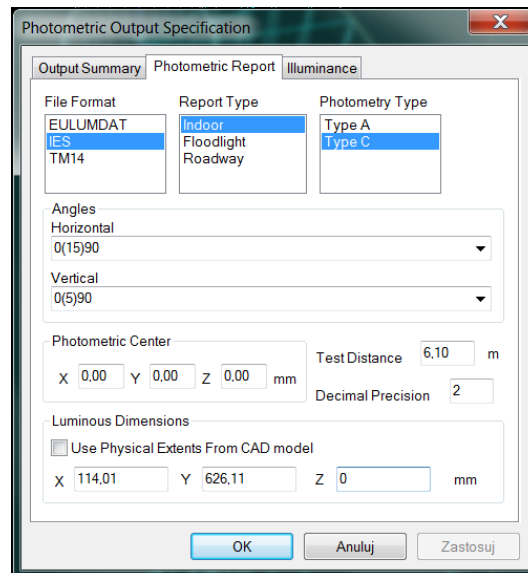 Photometric Output Specification
Output Summary Photometric Report Illuminance
File Format Report Type Photometry Type
EULUMDAT Indoor Type A
IES Floodlight Type C
TM14 Roadway
Angles
Horizontal
0(15)90
Vertical
0(5)90
Photometric Center
X 0,00 Y 0,00 Z 0,00 mm
Test Distance 6,10 m
Decimal Precision 2
Luminous Dimensions
Use Physical Extents From CAD model
X 114,01 Y 626,11 Z 0 mm
OK Anuluj Zastosuj